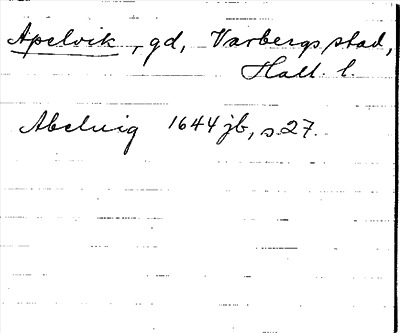 Apelvik, gd, Varbergs stad,
Hall. l.
Abeluig 1644 jb, s. 27.